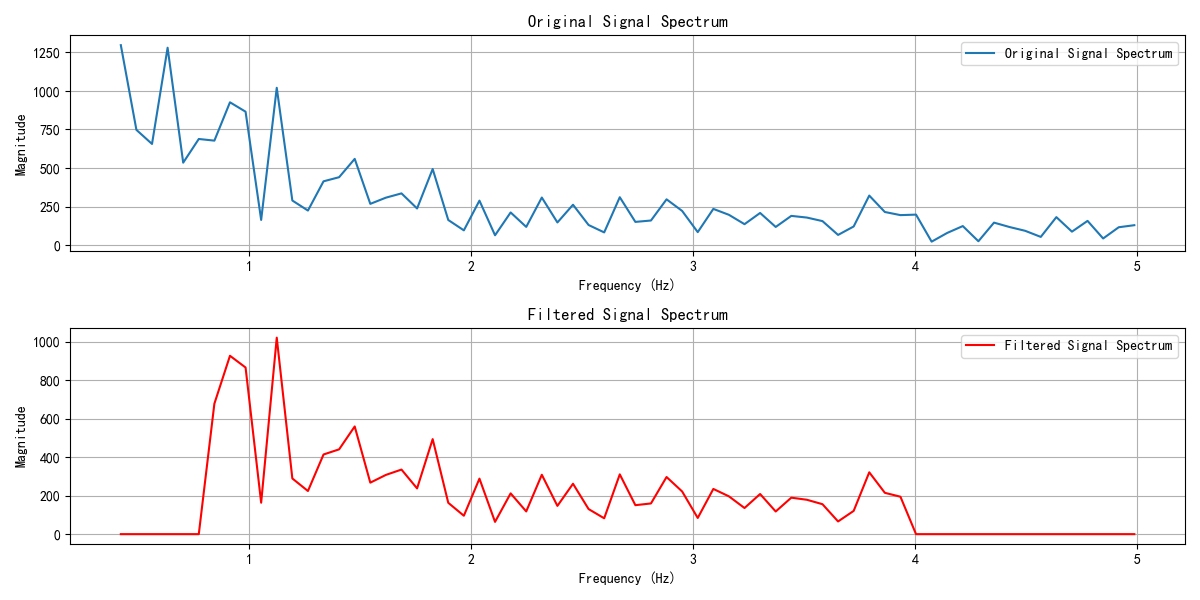 Original Signal Spectrum
Original Signal Spectrum
Magnitude
1250
1000
750
500
250
0
1 2 3 4 5
Frequency (Hz)
Filtered Signal Spectrum
Filtered Signal Spectrum
Magnitude
1000
800
600
400
200
0
1 2 3 4 5
Frequency (Hz)